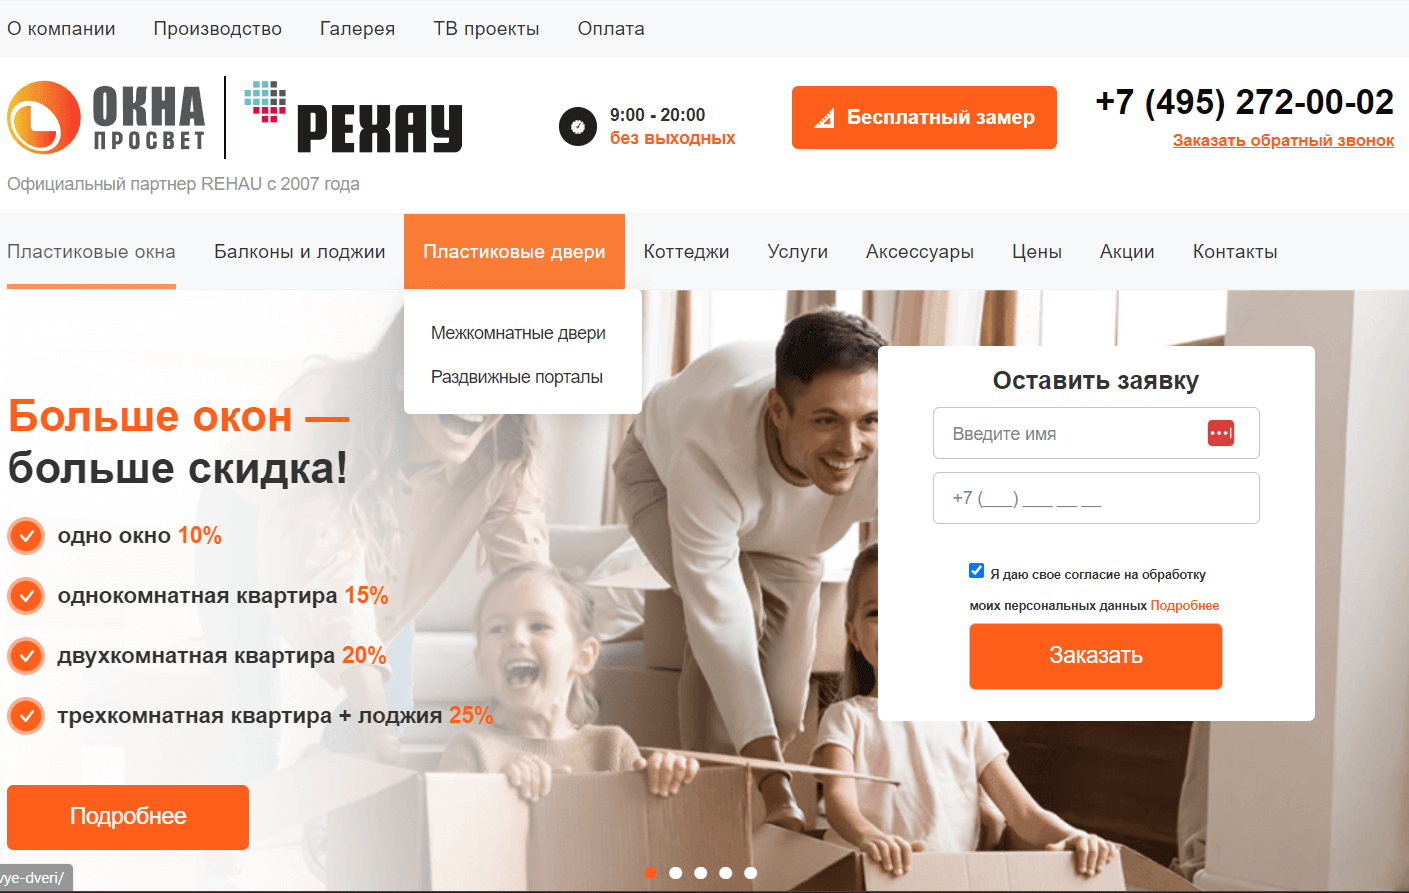 О компании Производство Галерея ТВ проекты Оплата
ОКНА
ПРОСВЕТ
РЕХАУ
9:00 - 20:00
без выходных
Бесплатный замер
+7 (495) 272-00-02
Заказать обратный звонок
Официальный партнер REHAU с 2007 года
Пластиковые окна Балконы и лоджии Пластиковые двери Коттеджи Услуги Аксессуары Цены Акции Контакты
Межкомнатные двери
Раздвижные порталы
Больше окон —
больше скидка!
одно окно 10%
однокомнатная квартира 15%
двухкомнатная квартира 20%
трехкомнатная квартира + лоджия 25%
Подробнее
Оставить заявку
Введите имя
+7 (___) ___ __ __
Я даю свое согласие на обработку
моих персональных данных Подробнее
Заказать
vye-dveri/